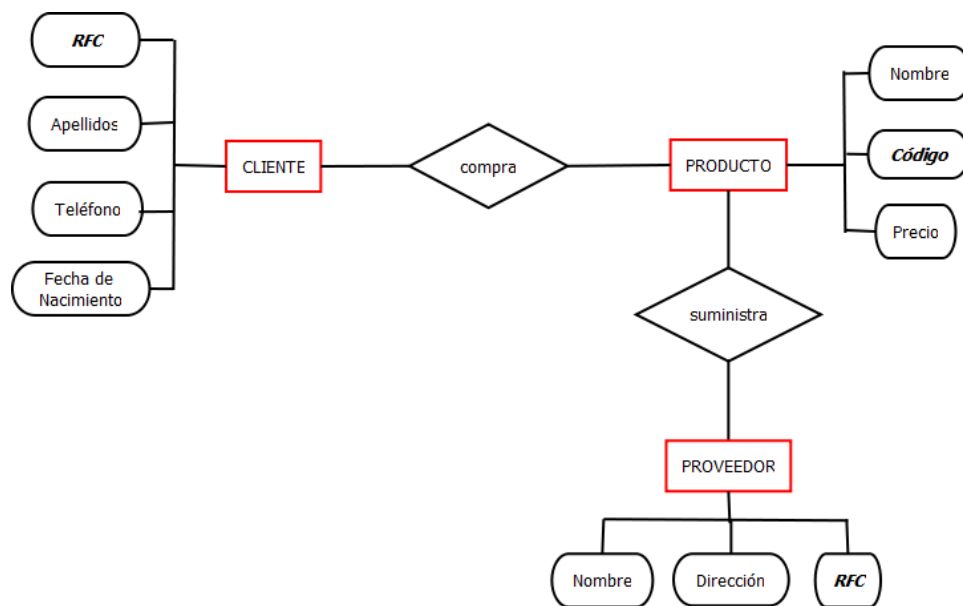 RFC
Apellidos
Teléfono
Fecha de
Nacimiento
CLIENTE
compra
PRODUCTO
Nombre
Código
Precio
suministra
PROVEEDOR
Nombre
Dirección
RFC